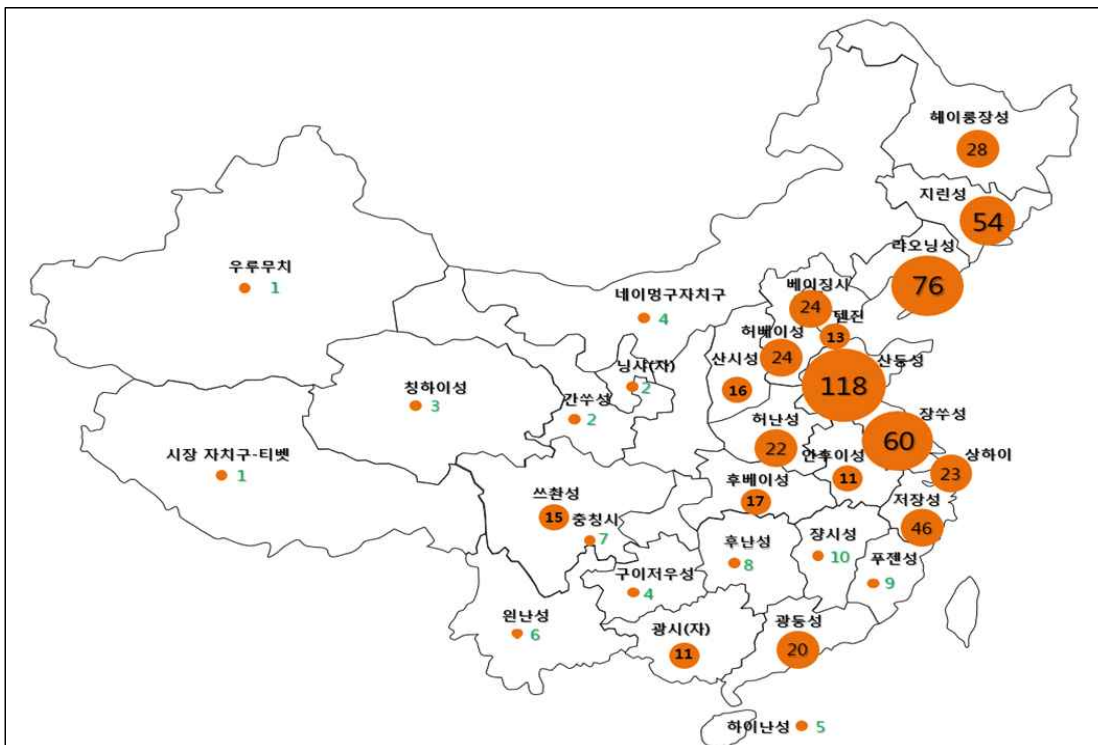 헤이룽장성
28
지린성
54
랴오닝성
76
우루무치
1
베이징시
24
네이멍구자치구
4
텐진
13
허베이성
24
산둥성
118
산시성
16
닝샤(자)
2
칭하이성
3
간쑤성
2
장쑤성
60
허난성
22
안후이성
11
상하이
23
시장 자치구-티벳
1
후베이성
17
쓰촨성
15
저장성
46
충칭시
7
후난성
8
쟝시성
10
푸젠성
9
구이저우성
4
윈난성
6
광시(자)
11
광둥성
20
하이난성
5